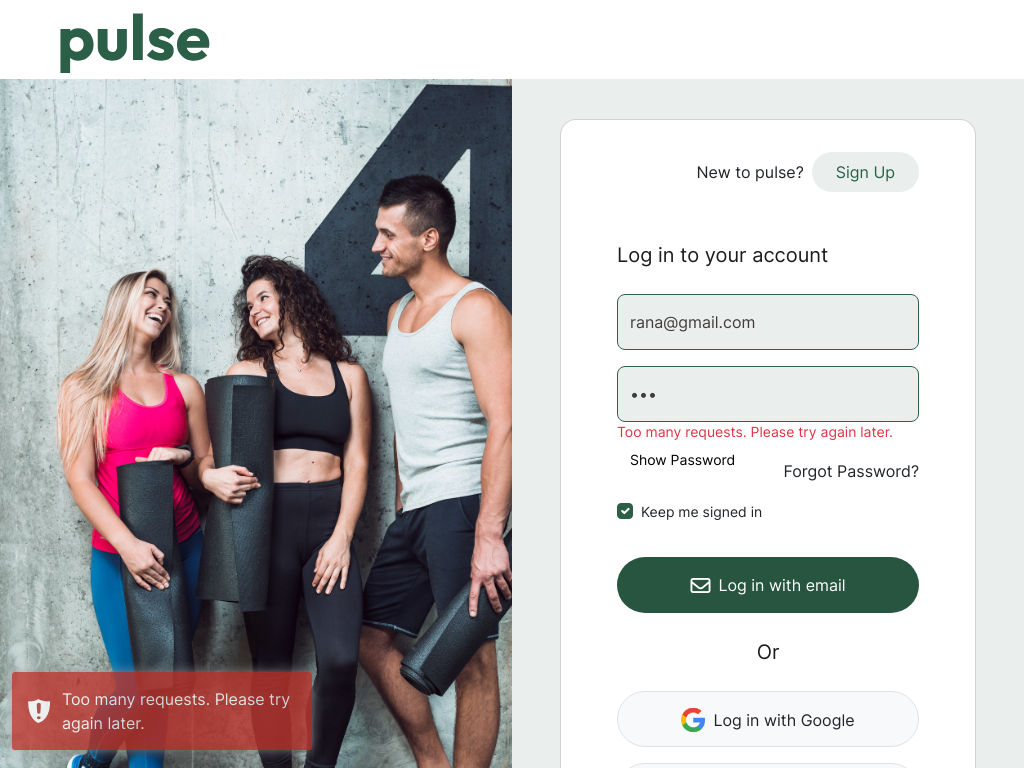 pulse
4
New to pulse? Sign Up
Log in to your account
rana@gmail.com
•••
Too many requests. Please try again later.
Show Password
Forgot Password?
Keep me signed in
Log in with email
Or
Log in with Google
Too many requests. Please try
again later.